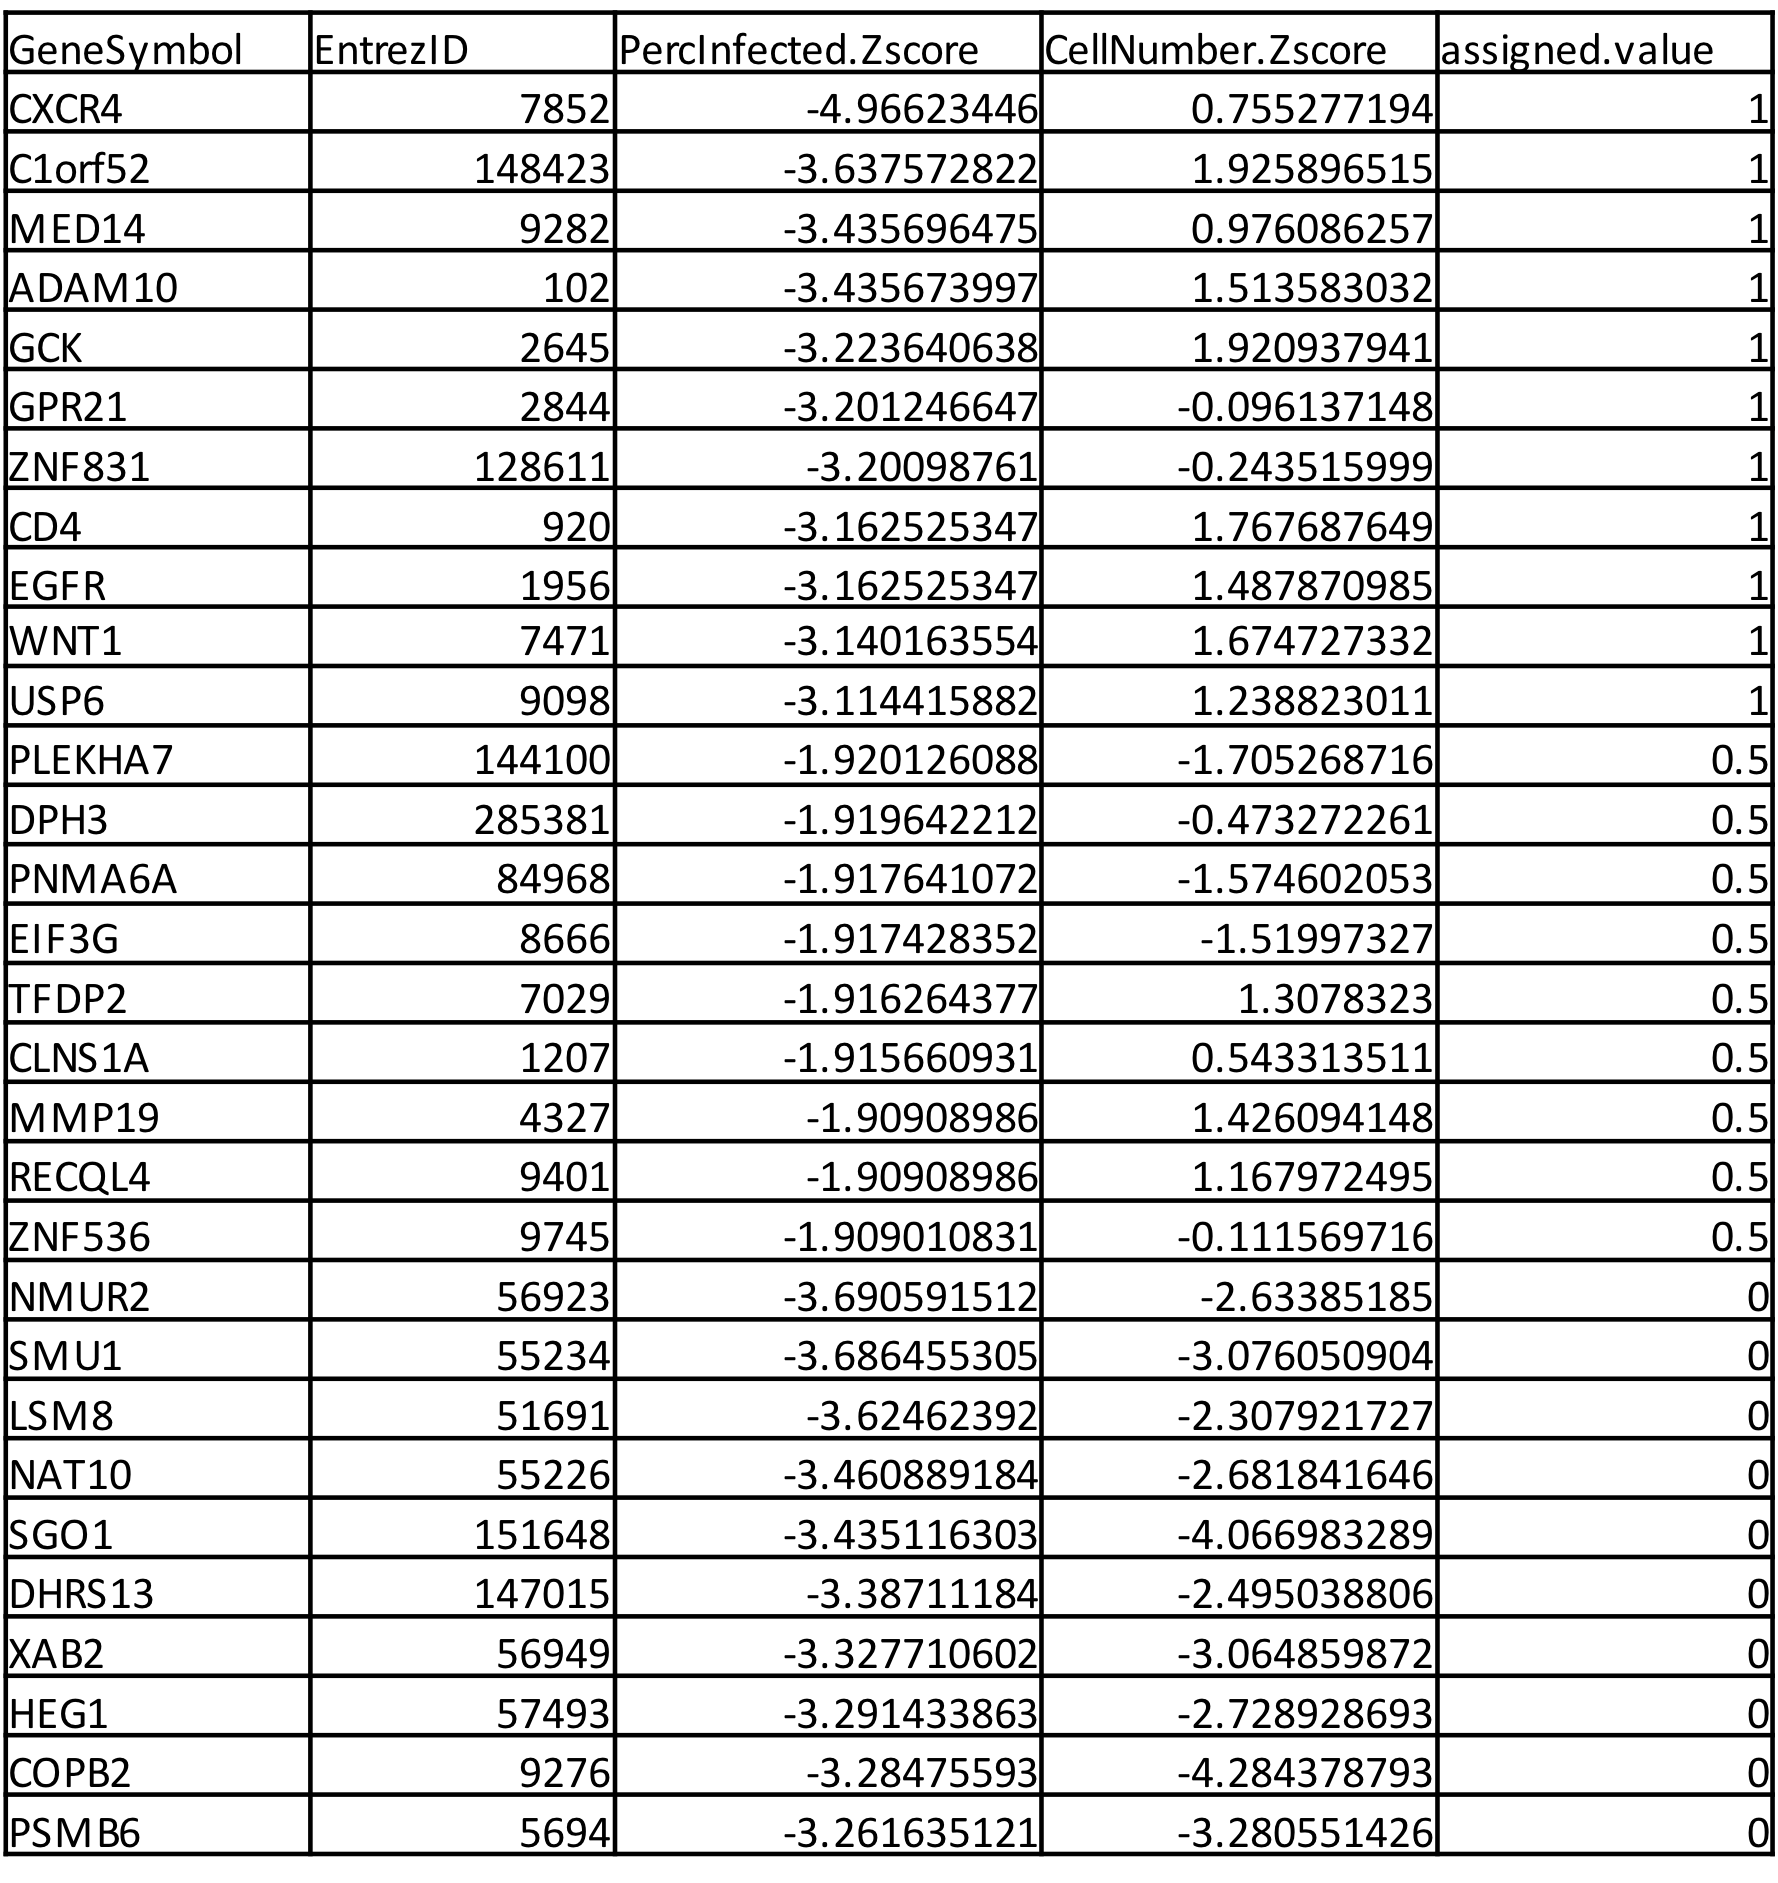 GeneSymbol EntrezID PercInfected.Zscore CellNumber.Zscore assigned.value
CXCR4 7852 -4.96623446 0.755277194 1
C1orf52 148423 -3.637572822 1.925896515 1
MED14 9282 -3.435696475 0.976086257 1
ADAM10 102 -3.435673997 1.513583032 1
GCK 2645 -3.223640638 1.920937941 1
GPR21 2844 -3.201246647 -0.096137148 1
ZNF831 128611 -3.20098761 -0.243515999 1
CD4 920 -3.162525347 1.767687649 1
EGFR 1956 -3.162525347 1.487870985 1
WNT1 7471 -3.140163554 1.674727332 1
USP6 9098 -3.114415882 1.238823011 1
PLEKHA7 144100 -1.920126088 -1.705268716 0.5
DPH3 285381 -1.919642212 -0.473272261 0.5
PNMA6A 84968 -1.917641072 -1.574602053 0.5
EIF3G 8666 -1.917428352 -1.51997327 0.5
TFDP2 7029 -1.916264377 1.3078323 0.5
CLNS1A 1207 -1.915660931 0.543313511 0.5
MMP19 4327 -1.90908986 1.426094148 0.5
RECQL4 9401 -1.90908986 1.167972495 0.5
ZNF536 9745 -1.909010831 -0.111569716 0.5
NMUR2 56923 -3.690591512 -2.63385185 0
SMU1 55234 -3.686455305 -3.076050904 0
LSM8 51691 -3.62462392 -2.307921727 0
NAT10 55226 -3.460889184 -2.681841646 0
SGO1 151648 -3.435116303 -4.066983289 0
DHRS13 147015 -3.38711184 -2.495038806 0
XAB2 56949 -3.327710602 -3.064859872 0
HEG1 57493 -3.291433863 -2.728928693 0
COPB2 9276 -3.28475593 -4.284378793 0
PSMB6 5694 -3.261635121 -3.280551426 0